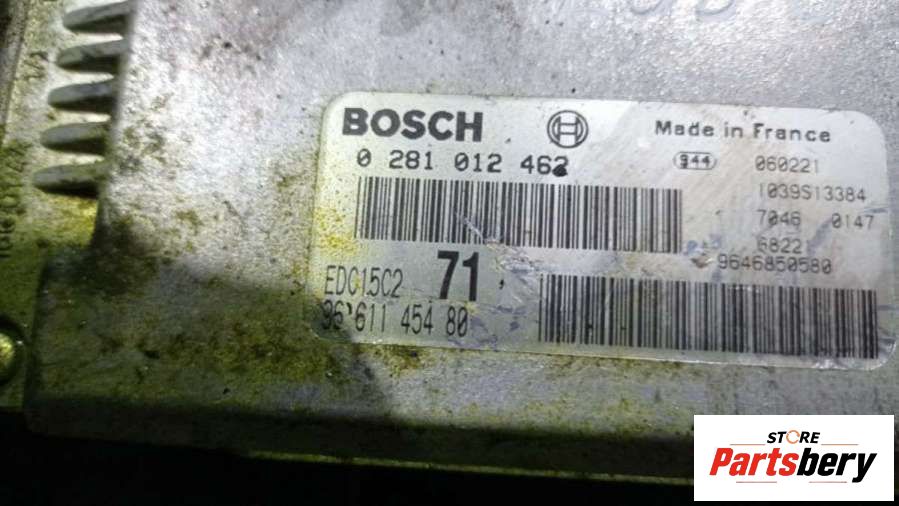 BOSCH
Made in France
0 281 012 462
944
060221
1039S13384
7046 0147
68221
9646850580
EDC15C2
71
96 611 454 80
STORE
Partsbery